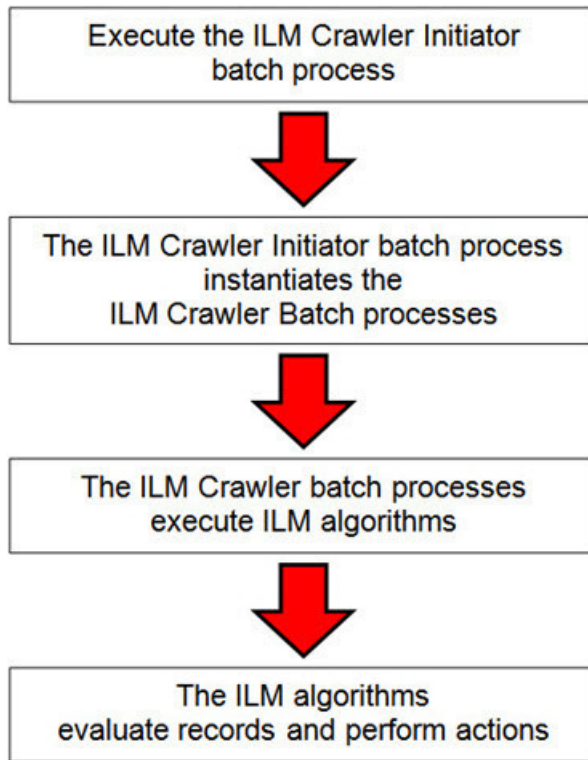 Execute the ILM Crawler Initiator
batch process
The ILM Crawler Initiator batch process
instantiates the
ILM Crawler Batch processes
The ILM Crawler batch processes
execute ILM algorithms
The ILM algorithms
evaluate records and perform actions